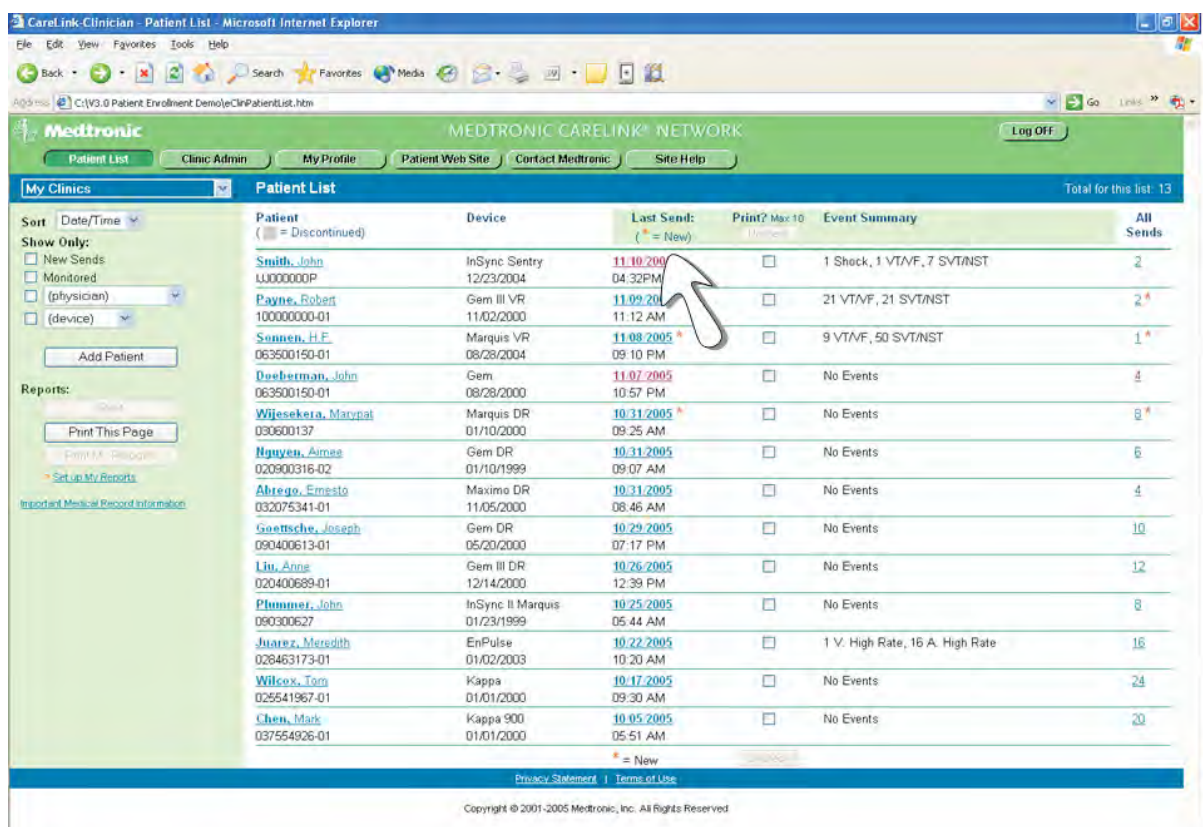 CareLink-Clinician - Patient List - Microsoft Internet Explorer
File Edit View Favorites Tools Help
Back Search Favorites Media
Address C:\V3.0 Patient Enrollment Demo\eClinPatientList.htm Go Links »
Medtronic MEDTRONIC CARELINK® NETWORK Log OFF
Patient List Clinic Admin My Profile Patient Web Site Contact Medtronic Site Help
My Clinics Patient List Total for this list: 13
Sort Date/Time
Show Only:
New Sends
Monitored
(physician)
(device)
Add Patient
Reports:
Print This Page
* Set up My Reports
Important Medical Record Information
Patient Device Last Send: Print? Max 10 Event Summary All
( = Discontinued) ( * = New) Sends
Smith, John InSync Sentry 11/10/200 1 Shock, 1 VT/VF, 7 SVT/NST 2
LU000000P 12/23/2004 04:32PM
Payne, Robert Gem III VR 11/09/20 21 VT/VF, 21 SVT/NST 2 *
100000000-01 11/02/2000 11:12 AM
Sonnen, H.F. Marquis VR 11/08/2005 * 9 VT/VF, 50 SVT/NST 1 *
063500150-01 08/28/2004 09:10 PM
Doeberman, John Gem 11/07/2005 No Events 4
063500150-01 08/28/2000 10:57 PM
Wijesekera, Marypat Marquis DR 10/31/2005 * No Events 8 *
030600137 01/10/2000 09:25 AM
Nguyen, Aimee Gem DR 10/31/2005 No Events 6
020900316-02 01/10/1999 09:07 AM
Abrego, Ernesto Maximo DR 10/31/2005 No Events 4
032075341-01 11/05/2000 08:46 AM
Goettsche, Joseph Gem DR 10/29/2005 No Events 10
090400613-01 05/20/2000 07:17 PM
Liu, Anne Gem III DR 10/26/2005 No Events 12
020400689-01 12/14/2000 12:39 PM
Plummer, John InSync II Marquis 10/25/2005 No Events 8
090300627 01/23/1999 05:44 AM
Juarez, Meredith EnPulse 10/22/2005 1 V. High Rate, 16 A. High Rate 16
028463173-01 01/02/2003 10:20 AM
Wilcox, Tom Kappa 10/17/2005 No Events 24
025541967-01 01/01/2000 09:30 AM
Chen, Mark Kappa 900 10/05/2005 No Events 20
037554926-01 01/01/2000 05:51 AM
* = New
Privacy Statement | Terms of Use
Copyright © 2001-2005 Medtronic, Inc. All Rights Reserved